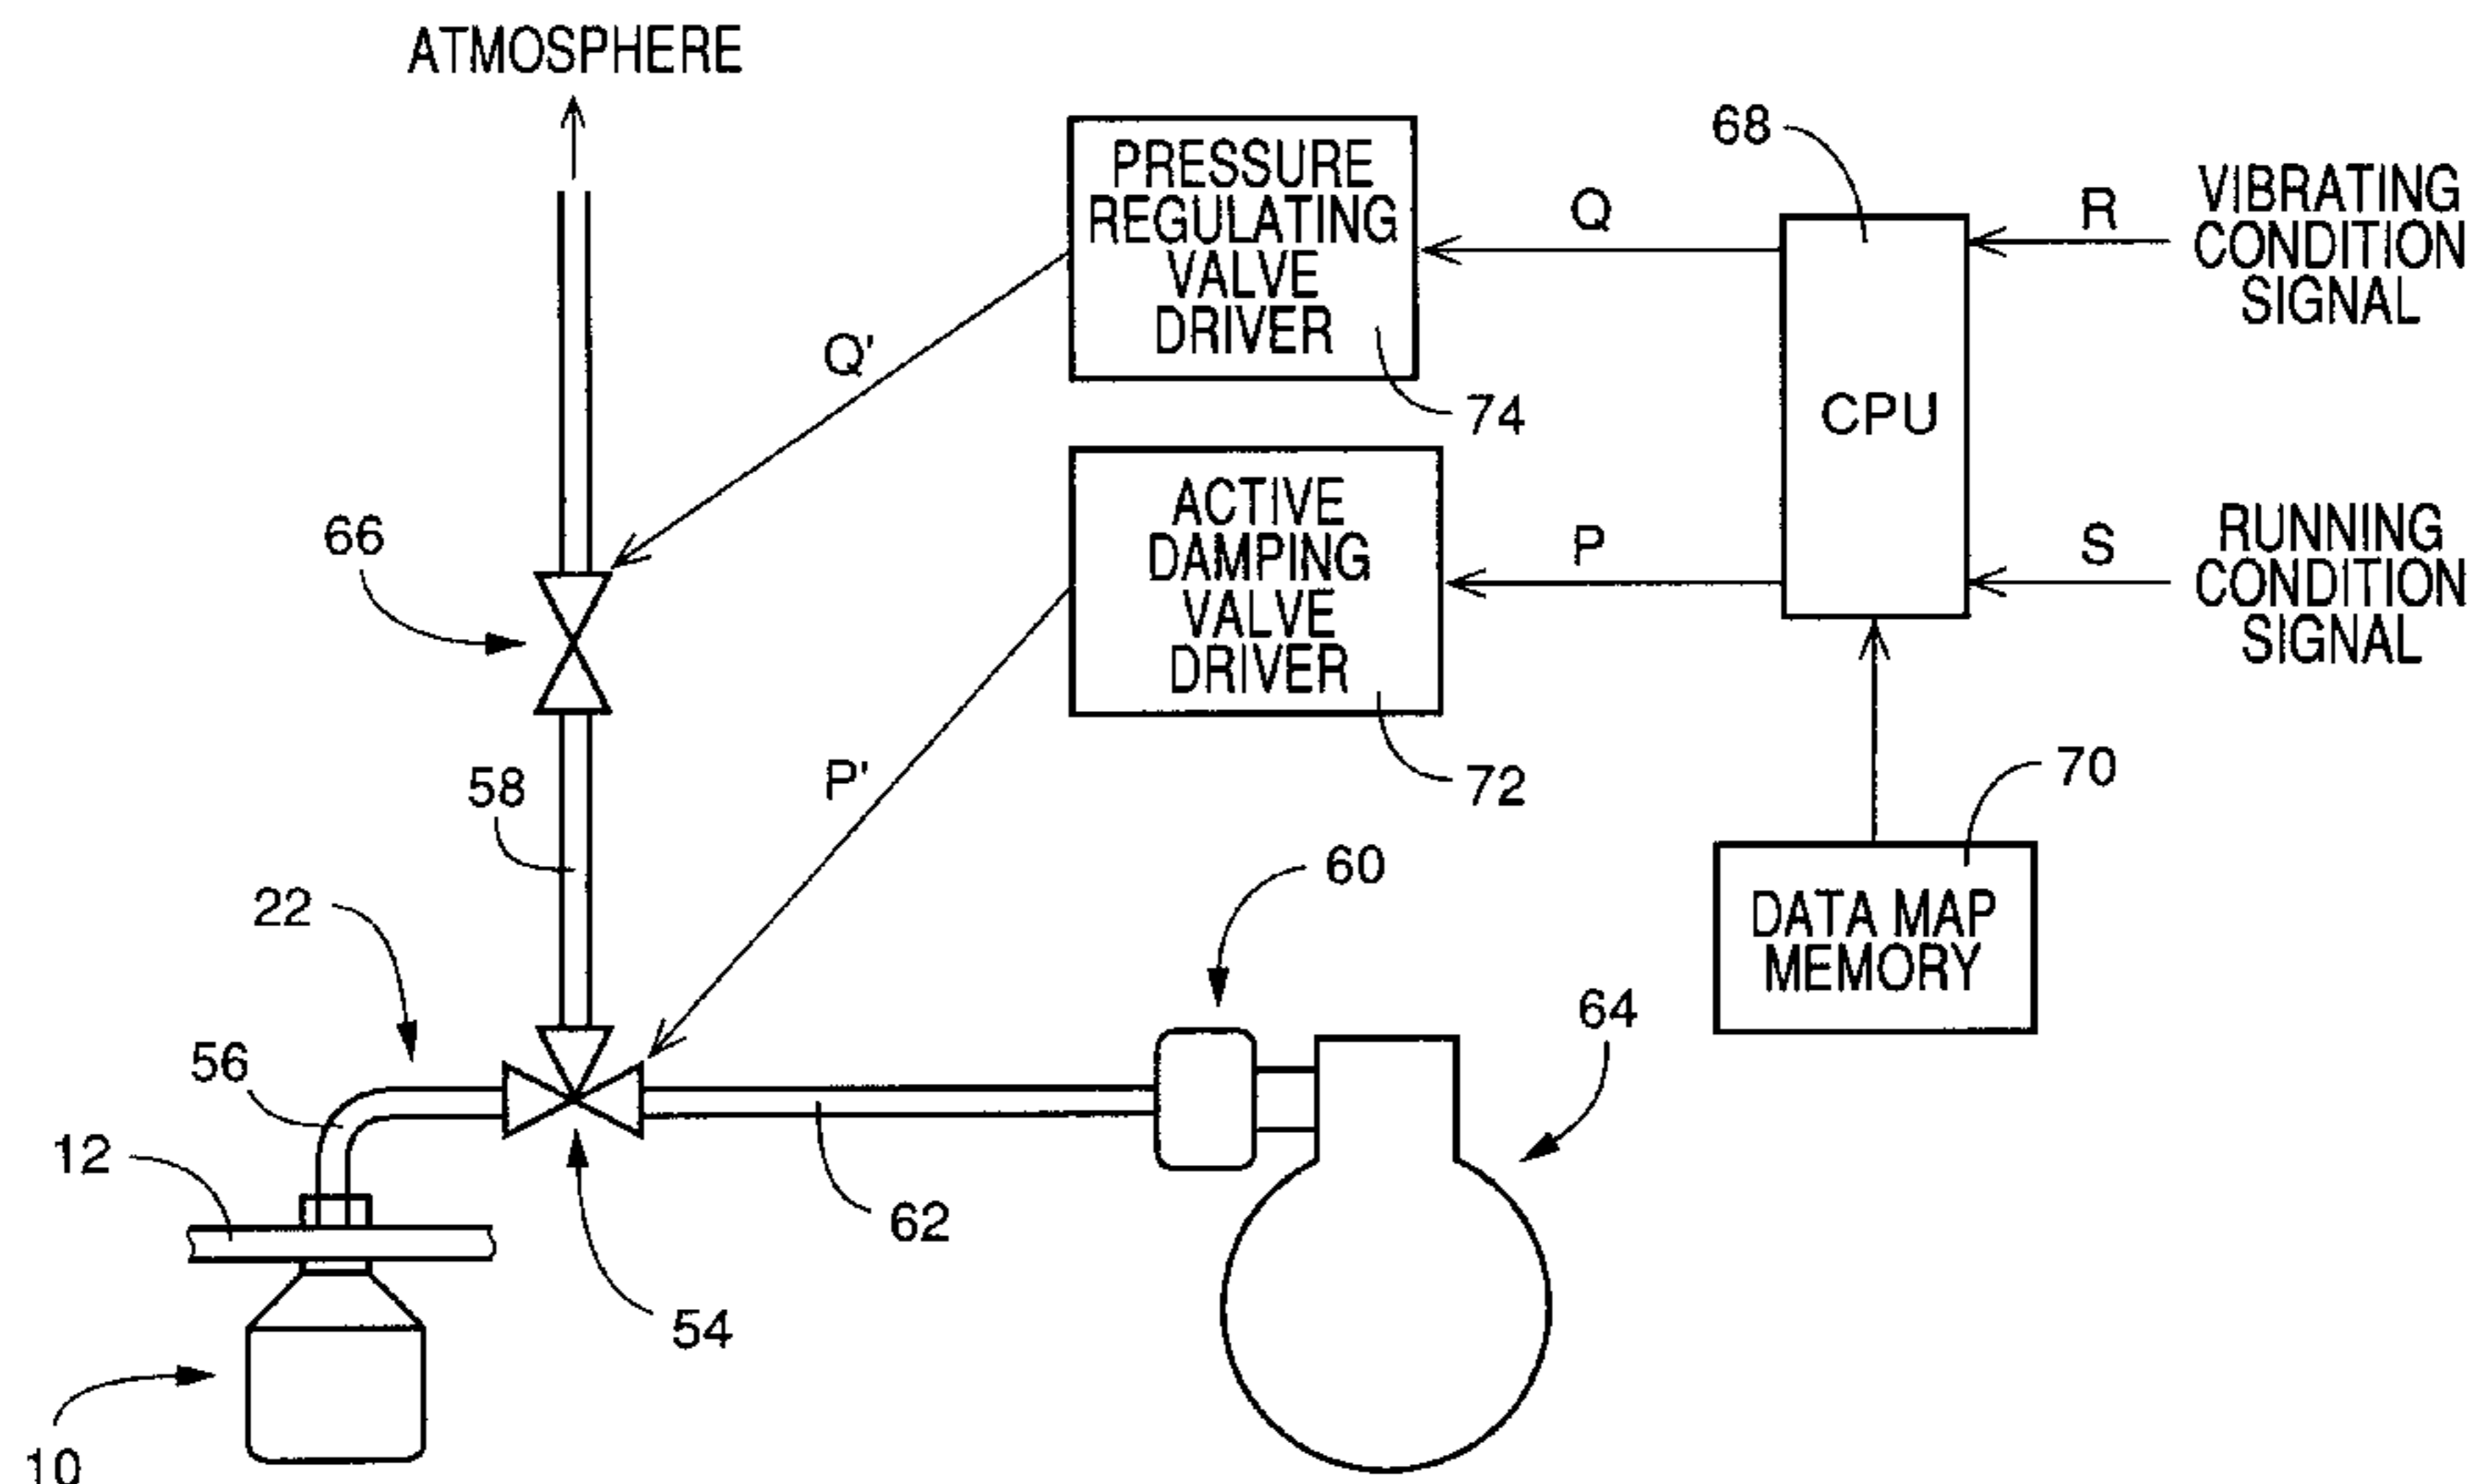 ATMOSPHERE
PRESSURE
REGULATING
VALVE
DRIVER
74
Q
68
CPU
R
VIBRATING
CONDITION
SIGNAL
Q'
ACTIVE
DAMPING
VALVE
DRIVER
72
P
S
RUNNING
CONDITION
SIGNAL
66
P'
58
70
DATA MAP
MEMORY
60
22
64
56
12
62
54
10